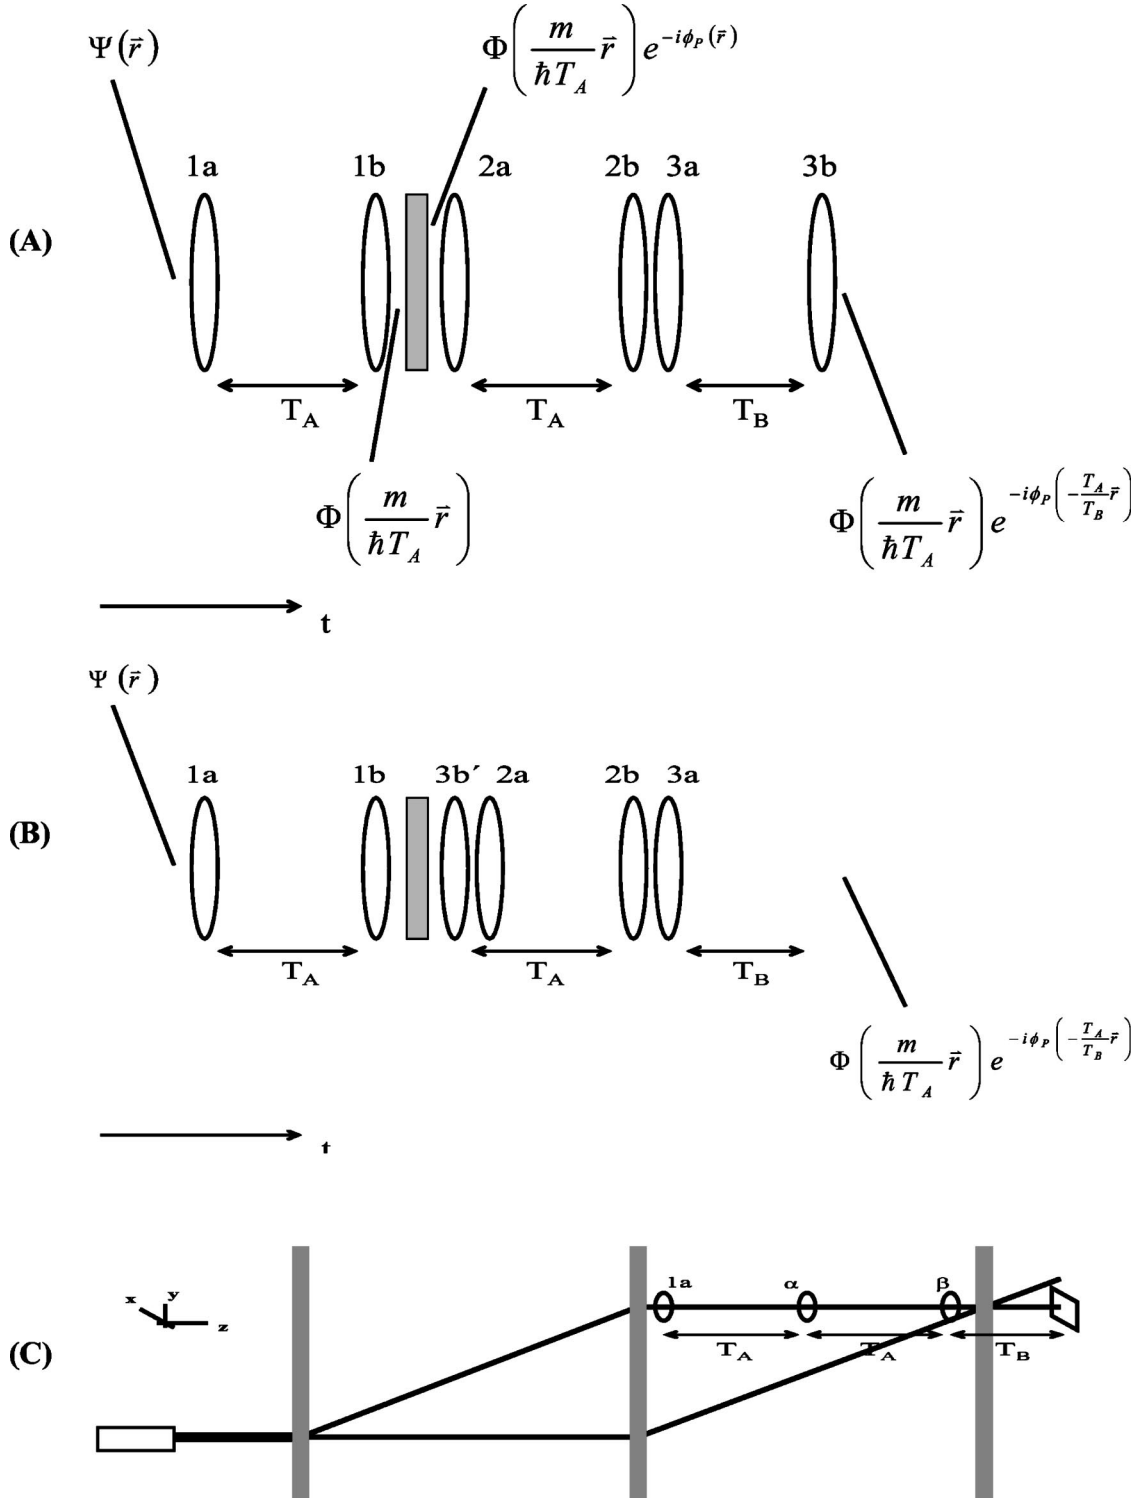 Ψ(r⃗)
Φ(m/ħT_A r⃗) e^{-iϕ_P(r⃗)}
1a 1b 2a 2b 3a 3b
(A)
T_A T_A T_B
Φ(m/ħT_A r⃗)
Φ(m/ħT_A r⃗) e^{-iϕ_P(-T_A/T_B r⃗)}
t
Ψ(r⃗)
1a 1b 3b´ 2a 2b 3a
(B)
T_A T_A T_B
Φ(m/ħT_A r⃗) e^{-iϕ_P(-T_A/T_B r⃗)}
t
x y z
1a α β
(C)
T_A T_A T_B